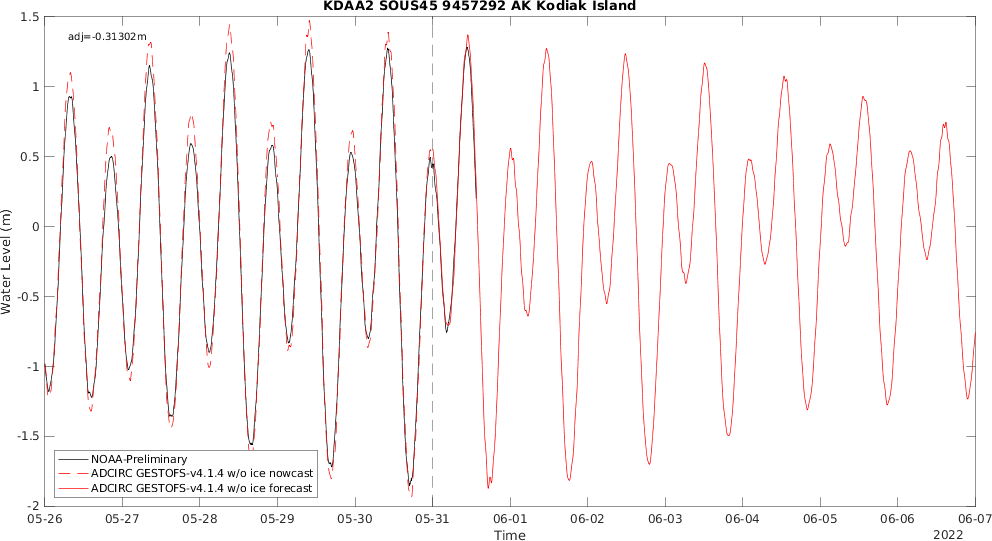 KDAA2 SOUS45 9457292 AK Kodiak Island
adj=-0.31302m
1.5
1
0.5
0
-0.5
-1
-1.5
-2
Water Level (m)
NOAA-Preliminary
ADCIRC GESTOFS-v4.1.4 w/o ice nowcast
ADCIRC GESTOFS-v4.1.4 w/o ice forecast
05-26 05-27 05-28 05-29 05-30 05-31 06-01 06-02 06-03 06-04 06-05 06-06 06-07
Time
2022